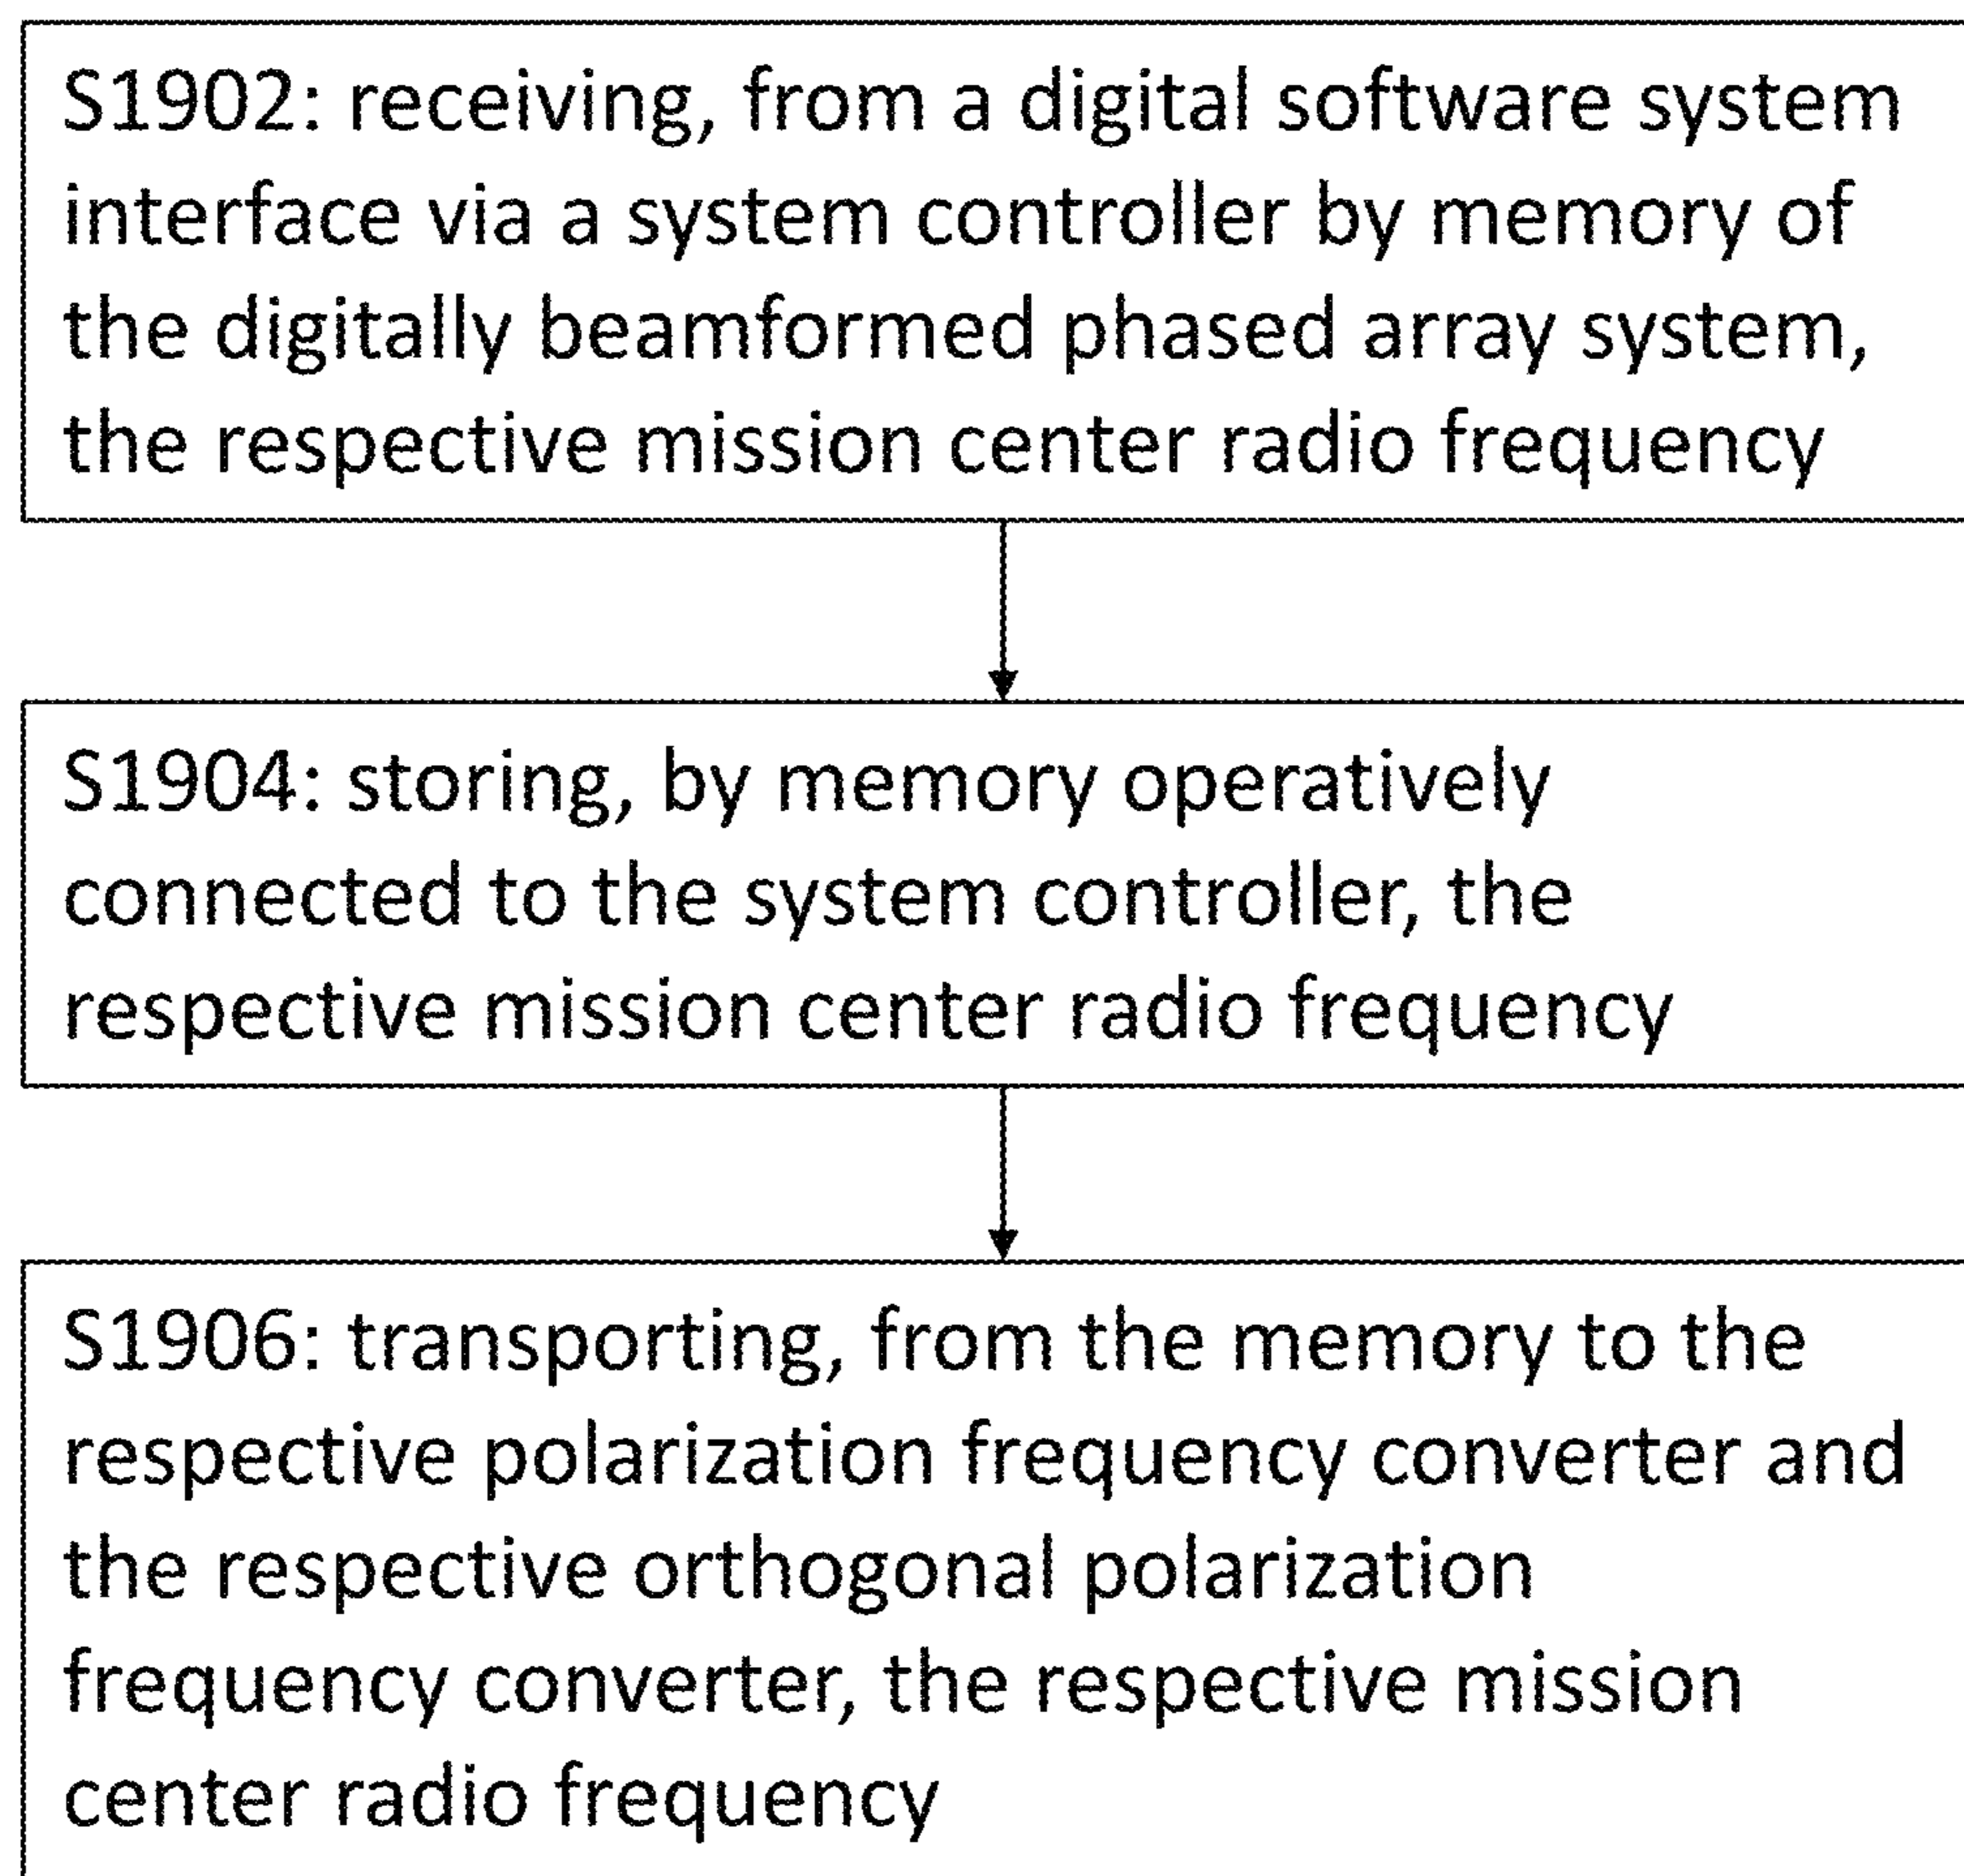 S1902: receiving, from a digital software system
interface via a system controller by memory of
the digitally beamformed phased array system,
the respective mission center radio frequency
S1904: storing, by memory operatively
connected to the system controller, the
respective mission center radio frequency
S1906: transporting, from the memory to the
respective polarization frequency converter and
the respective orthogonal polarization
frequency converter, the respective mission
center radio frequency